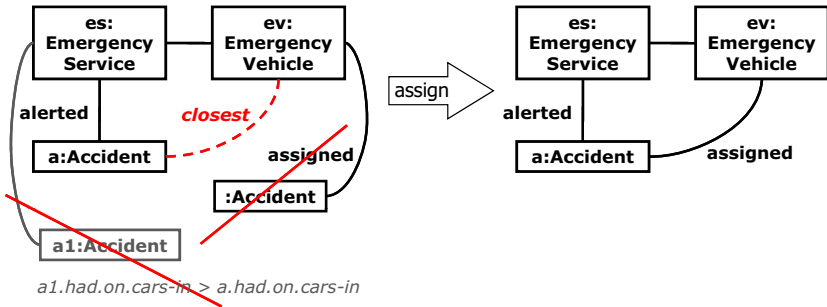 es:
Emergency
Service
ev:
Emergency
Vehicle
alerted
closest
a:Accident
assigned
:Accident
a1:Accident
a1.had.on.cars-in > a.had.on.cars-in
assign
es:
Emergency
Service
ev:
Emergency
Vehicle
alerted
a:Accident
assigned